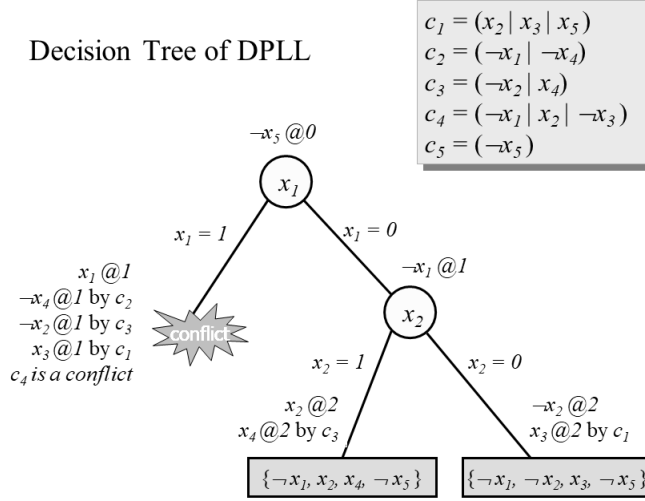 Decision Tree of DPLL
c₁ = (x₂ | x₃ | x₅)
c₂ = (¬x₁ | ¬x₄)
c₃ = (¬x₂ | x₄)
c₄ = (¬x₁ | x₂ | ¬x₃)
c₅ = (¬x₅)
¬x₅@0
x₁
x₁ = 1
x₁ = 0
x₁@1
¬x₄@1 by c₂
¬x₂@1 by c₃
x₃@1 by c₁
c₄ is a conflict
conflict
¬x₁@1
x₂
x₂ = 1
x₂ = 0
x₂@2
x₄@2 by c₃
¬x₂@2
x₃@2 by c₁
{¬x₁, x₂, x₄, ¬x₅}
{¬x₁, ¬x₂, x₃, ¬x₅}